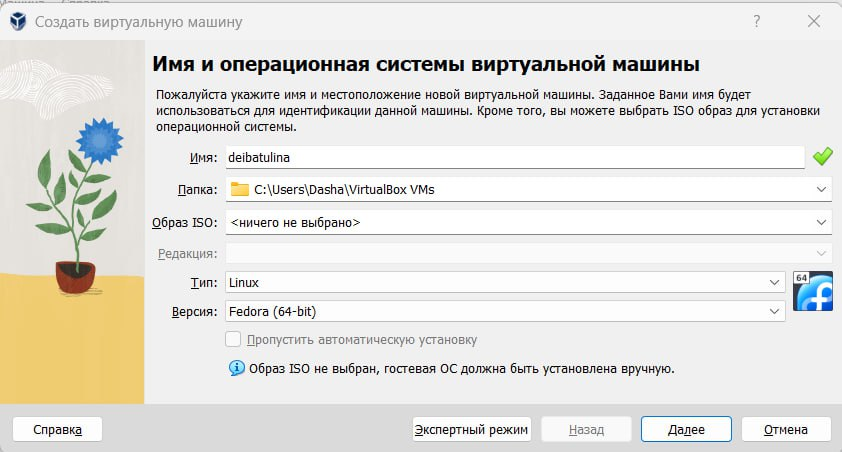 Создать виртуальную машину
?
Имя и операционная системы виртуальной машины
Пожалуйста укажите имя и местоположение новой виртуальной машины. Заданное Вами имя будет
использоваться для идентификации данной машины. Кроме того, вы можете выбрать ISO образ для установки
операционной системы.
Имя: deibatulina
Папка: C:\Users\Dasha\VirtualBox VMs
Образ ISO: <ничего не выбрано>
Редакция:
Тип: Linux
64
Версия: Fedora (64-bit)
Пропустить автоматическую установку
Образ ISO не выбран, гостевая ОС должна быть установлена вручную.
Справка Экспертный режим Назад Далее Отмена